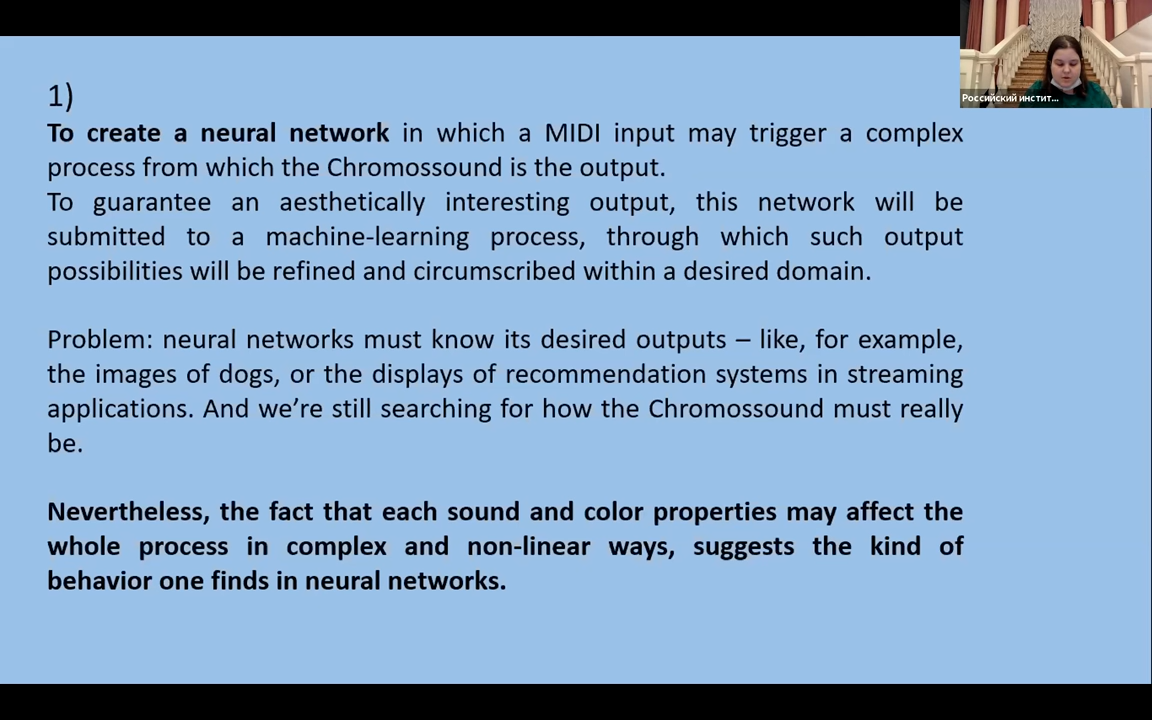 Российский инстит...
1)
To create a neural network in which a MIDI input may trigger a complex
process from which the Chromossound is the output.
To guarantee an aesthetically interesting output, this network will be
submitted to a machine-learning process, through which such output
possibilities will be refined and circumscribed within a desired domain.
Problem: neural networks must know its desired outputs – like, for example,
the images of dogs, or the displays of recommendation systems in streaming
applications. And we’re still searching for how the Chromossound must really
be.
Nevertheless, the fact that each sound and color properties may affect the
whole process in complex and non-linear ways, suggests the kind of
behavior one finds in neural networks.